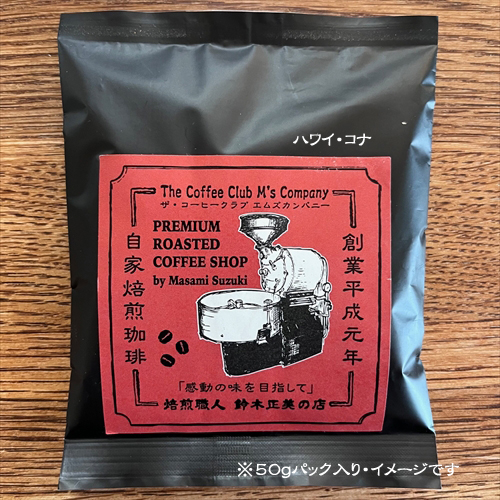 ハワイ・コナ
The Coffee Club M's Company
ザ・コーヒークラブ エムズカンパニー
PREMIUM
ROASTED
COFFEE SHOP
by Masami Suzuki
自家焙煎珈琲
創業平成元年
「感動の味を目指して」
焙煎職人 鈴木正美の店
※50gパック入り・イメージです